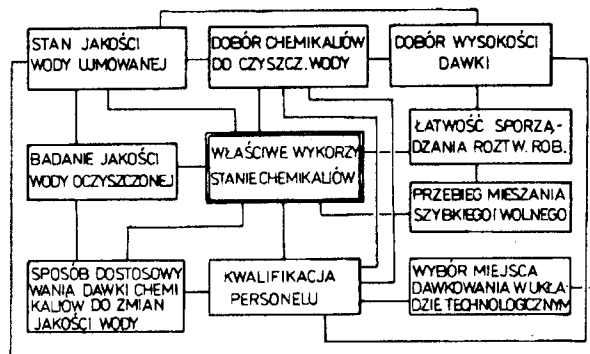 STAN JAKOŚCI
WODY UJMOWANEJ
DOBÓR CHEMIKALIÓW
DO CZYSZCZ. WODY
DOBÓR WYSOKOŚCI
DAWKI
BADANIE JAKOŚCI
WODY OCZYSZCZONEJ
WŁAŚCIWE WYKORZY
STANIE CHEMIKALIÓW
ŁATWOŚĆ SPORZĄ-
DZANIA ROZTW. ROB.
PRZEBIEG MIESZANIA
SZYBKIEGO I WOLNEGO
SPOSÓB DOSTOSOWY
WANIA DAWKI CHEMI
KALIÓW DO ZMIAN
JAKOŚCI WODY
KWALIFIKACJA
PERSONELU
WYBÓR MIEJSCA
DAWKOWANIA W UKŁA
DZIE TECHNOLOGICZNYM